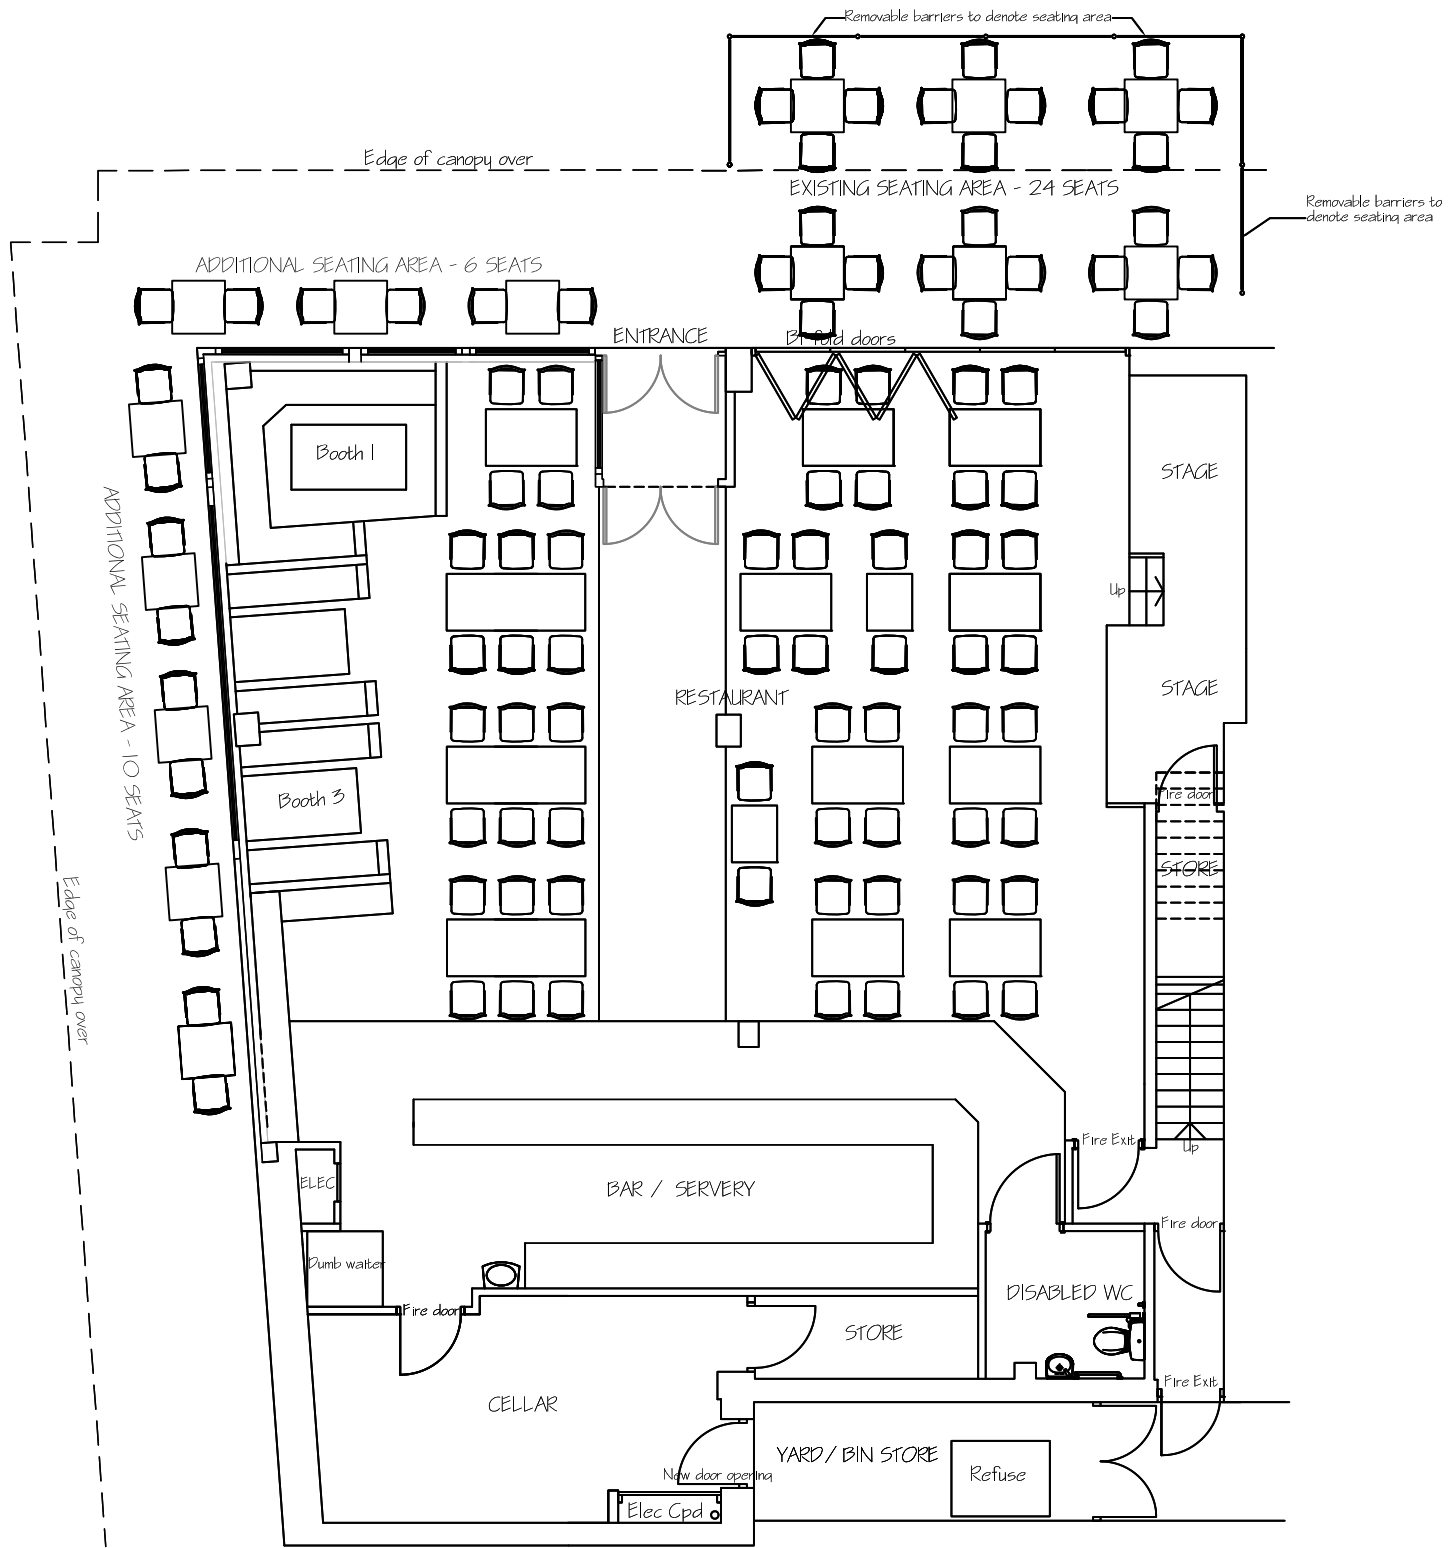 Removable barriers to denote seating area
Edge of canopy over
EXISTING SEATING AREA - 24 SEATS
Removable barriers to
denote seating area
ADDITIONAL SEATING AREA - 6 SEATS
ENTRANCE
Bi-fold doors
Booth 1
STAGE
ADDITIONAL SEATING AREA - 10 SEATS
Up
STAGE
RESTAURANT
Booth 3
Fire door
STORE
Edge of canopy over
Fire Exit
Up
ELEC
BAR / SERVERY
Fire door
Dumb waiter
DISABLED WC
Fire door
STORE
Fire Exit
CELLAR
YARD/ BIN STORE
New door opening
Refuse
Elec Cpd